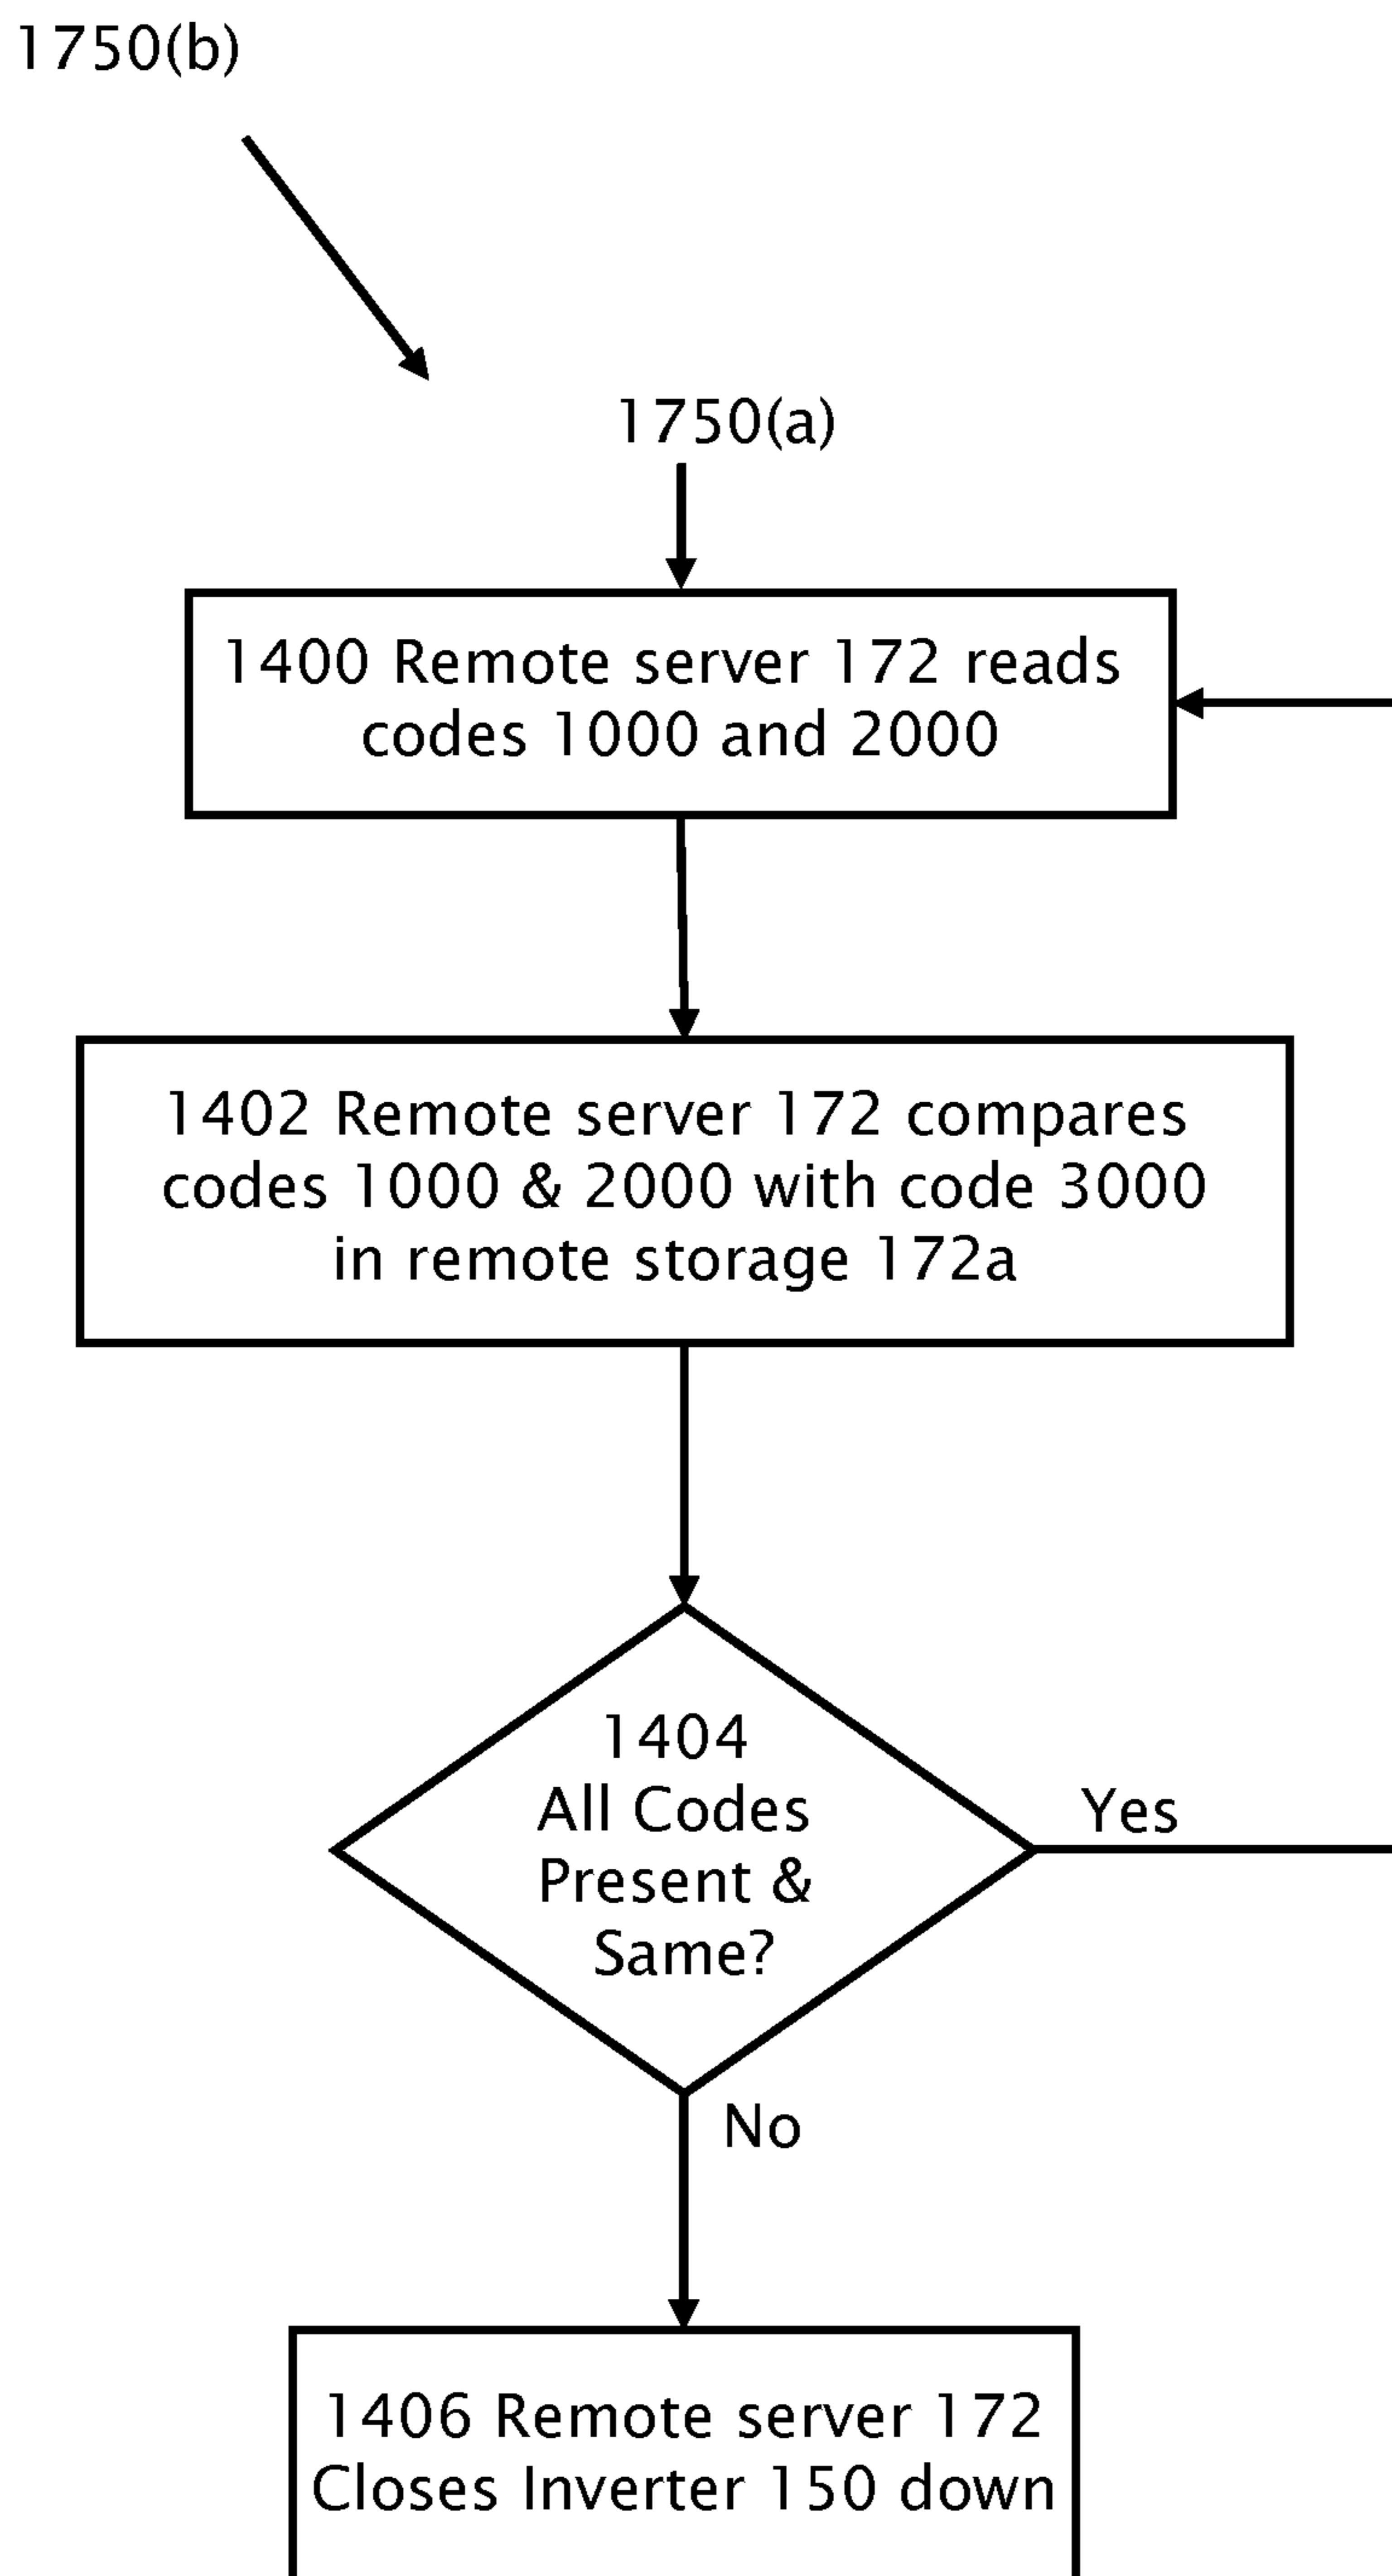 1750(b)
1750(a)
1400 Remote server 172 reads
codes 1000 and 2000
1402 Remote server 172 compares
codes 1000 & 2000 with code 3000
in remote storage 172a
1404
All Codes
Present &
Same?
Yes
No
1406 Remote server 172
Closes Inverter 150 down